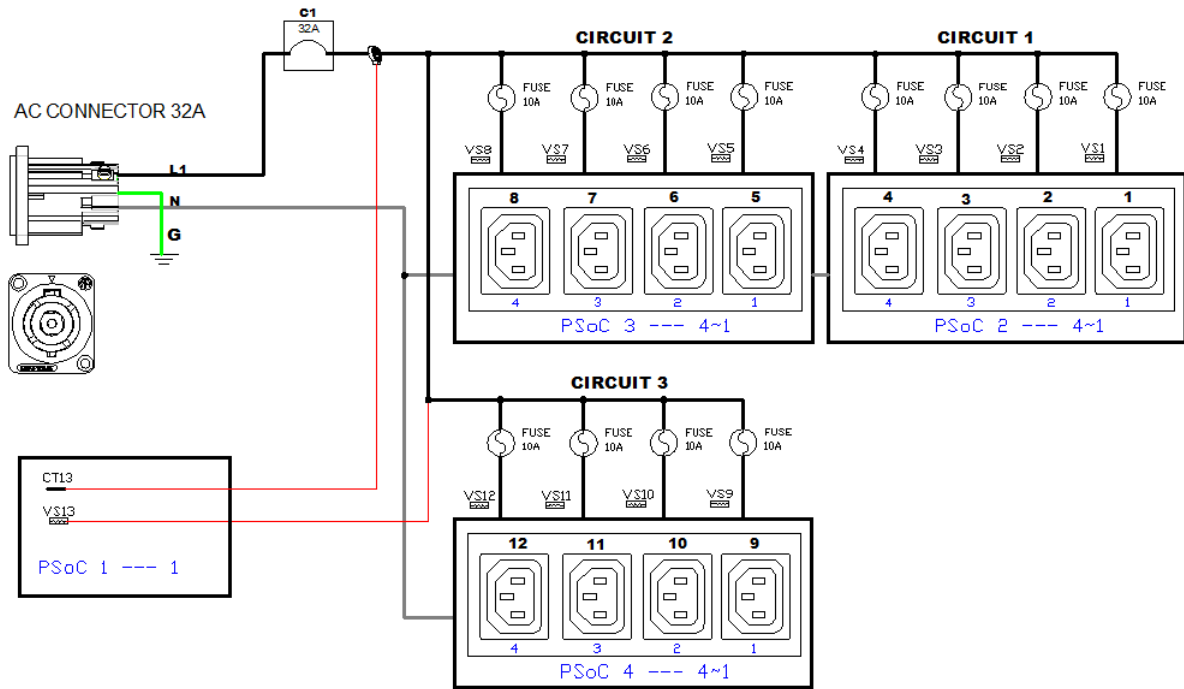 C1
32A
CIRCUIT 2
CIRCUIT 1
FUSE 10A
FUSE 10A
FUSE 10A
FUSE 10A
FUSE 10A
FUSE 10A
FUSE 10A
FUSE 10A
AC CONNECTOR 32A
VS8
VS7
VS6
VS5
VS4
VS3
VS2
VS1
L1
N
G
8 7 6 5
4 3 2 1
4 3 2 1
4 3 2 1
PSoC 3 --- 4~1
PSoC 2 --- 4~1
CIRCUIT 3
FUSE 10A
FUSE 10A
FUSE 10A
FUSE 10A
CT13
VS13
PSoC 1 --- 1
VS12
VS11
VS10
VS9
12 11 10 9
4 3 2 1
PSoC 4 --- 4~1